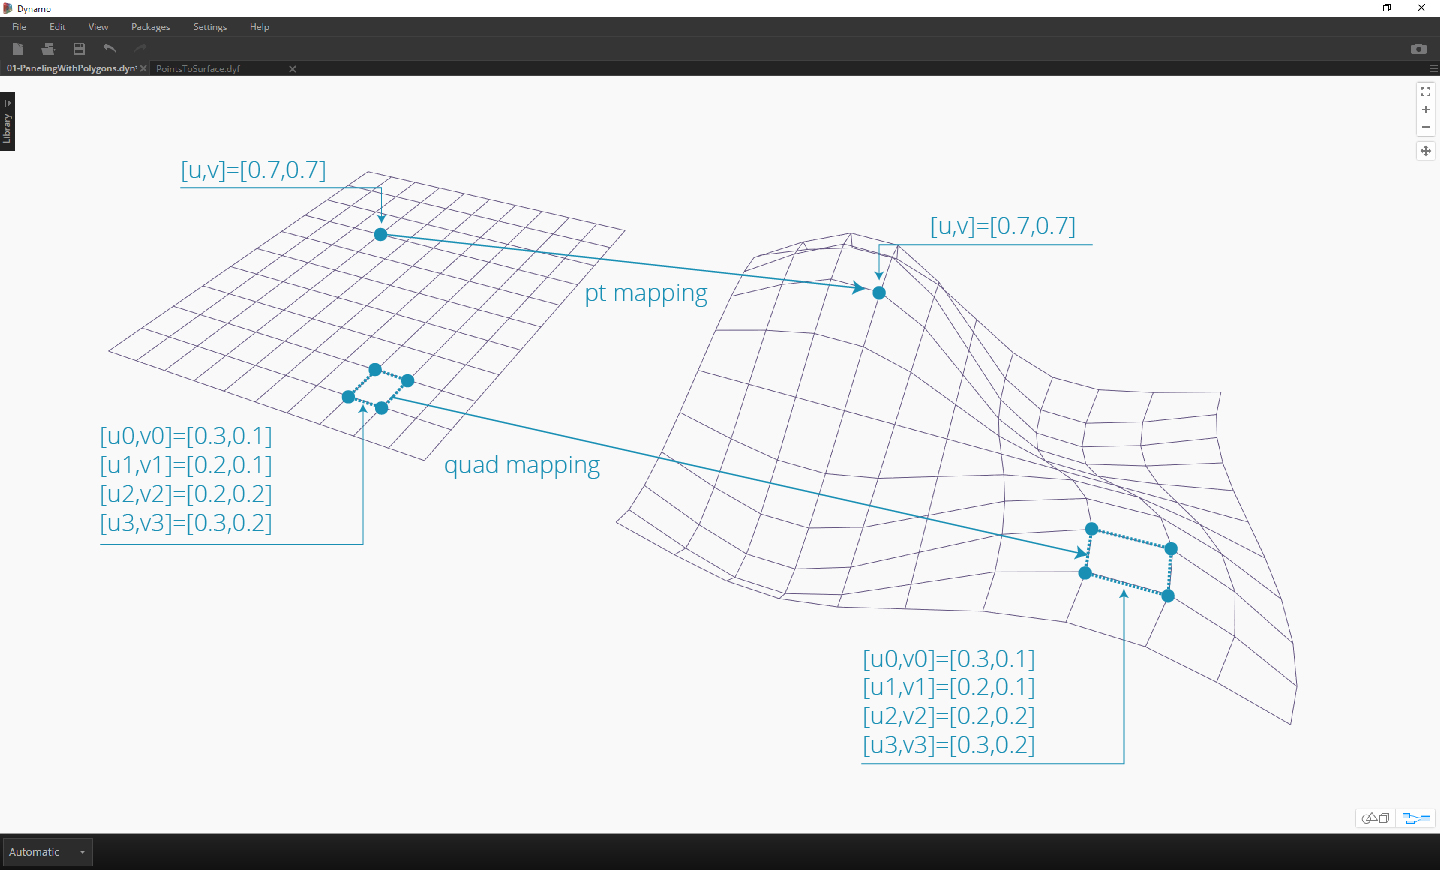 Dynamo
File Edit View Packages Settings Help
01-PanelingWithPolygons.dyn* PointsToSurface.dyf
Library
[u,v]=[0.7,0.7]
[u,v]=[0.7,0.7]
pt mapping
[u0,v0]=[0.3,0.1]
[u1,v1]=[0.2,0.1]
[u2,v2]=[0.2,0.2]
[u3,v3]=[0.3,0.2]
quad mapping
[u0,v0]=[0.3,0.1]
[u1,v1]=[0.2,0.1]
[u2,v2]=[0.2,0.2]
[u3,v3]=[0.3,0.2]
Automatic